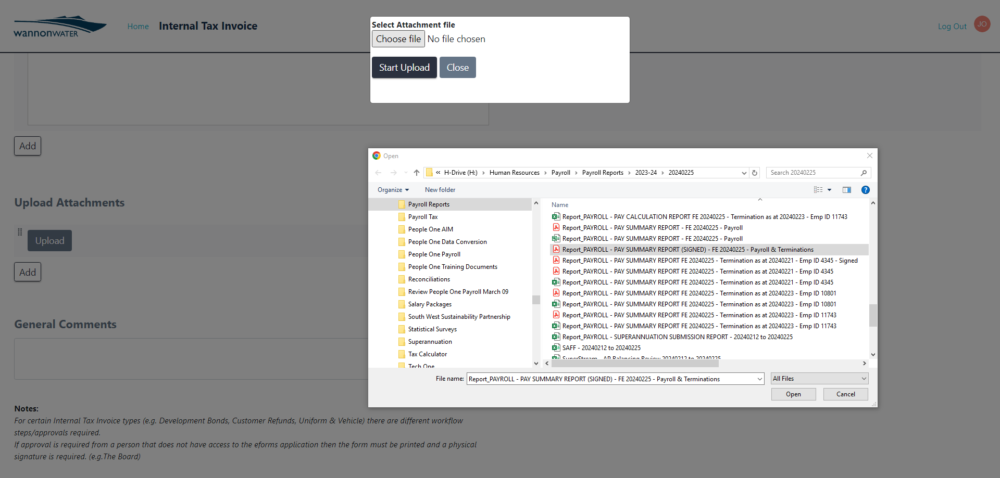 wannonWATER
Home
Internal Tax Invoice
Log Out
JO
Select Attachment file
Choose file No file chosen
Start Upload
Close
Add
Upload Attachments
Upload
Add
General Comments
Notes:
For certain Internal Tax Invoice types (e.g. Development Bonds, Customer Refunds, Uniform & Vehicle) there are different workflow
steps/approvals required.
If approval is required from a person that does not have access to the eforms application then the form must be printed and a physical
signature is required. (e.g.The Board)
Open
« H-Drive (H:) › Human Resources › Payroll › Payroll Reports › 2023-24 › 20240225
Search 20240225
Organize
New folder
Payroll Reports
Payroll Tax
People One AIM
People One Data Conversion
People One Payroll
People One Training Documents
Reconciliations
Review People One Payroll March 09
Salary Packages
South West Sustainability Partnership
Statistical Surveys
Superannuation
Tax Calculator
Tech One
Name
Report_PAYROLL - PAY CALCULATION REPORT FE 20240225 - Termination as at 20240223 - Emp ID 11743
Report_PAYROLL - PAY SUMMARY REPORT - FE 20240225 - Payroll
Report_PAYROLL - PAY SUMMARY REPORT - FE 20240225 - Payroll
Report_PAYROLL - PAY SUMMARY REPORT (SIGNED) - FE 20240225 - Payroll & Terminations
Report_PAYROLL - PAY SUMMARY REPORT FE 20240225 - Termination as at 20240221 - Emp ID 4345 - Signed
Report_PAYROLL - PAY SUMMARY REPORT FE 20240225 - Termination as at 20240221 - Emp ID 4345
Report_PAYROLL - PAY SUMMARY REPORT FE 20240225 - Termination as at 20240221 - Emp ID 4345
Report_PAYROLL - PAY SUMMARY REPORT FE 20240225 - Termination as at 20240223 - Emp ID 10801
Report_PAYROLL - PAY SUMMARY REPORT FE 20240225 - Termination as at 20240223 - Emp ID 10801
Report_PAYROLL - PAY SUMMARY REPORT FE 20240225 - Termination as at 20240223 - Emp ID 11743
Report_PAYROLL - PAY SUMMARY REPORT FE 20240225 - Termination as at 20240223 - Emp ID 11743
Report_PAYROLL - SUPERANNUATION SUBMISSION REPORT - 20240212 to 20240225
SAFF - 20240212 to 20240225
SuperStream - AP Balancing Review 20240212 to 20240225
File name: Report_PAYROLL - PAY SUMMARY REPORT (SIGNED) - FE 20240225 - Payroll & Terminations
All Files
Open
Cancel